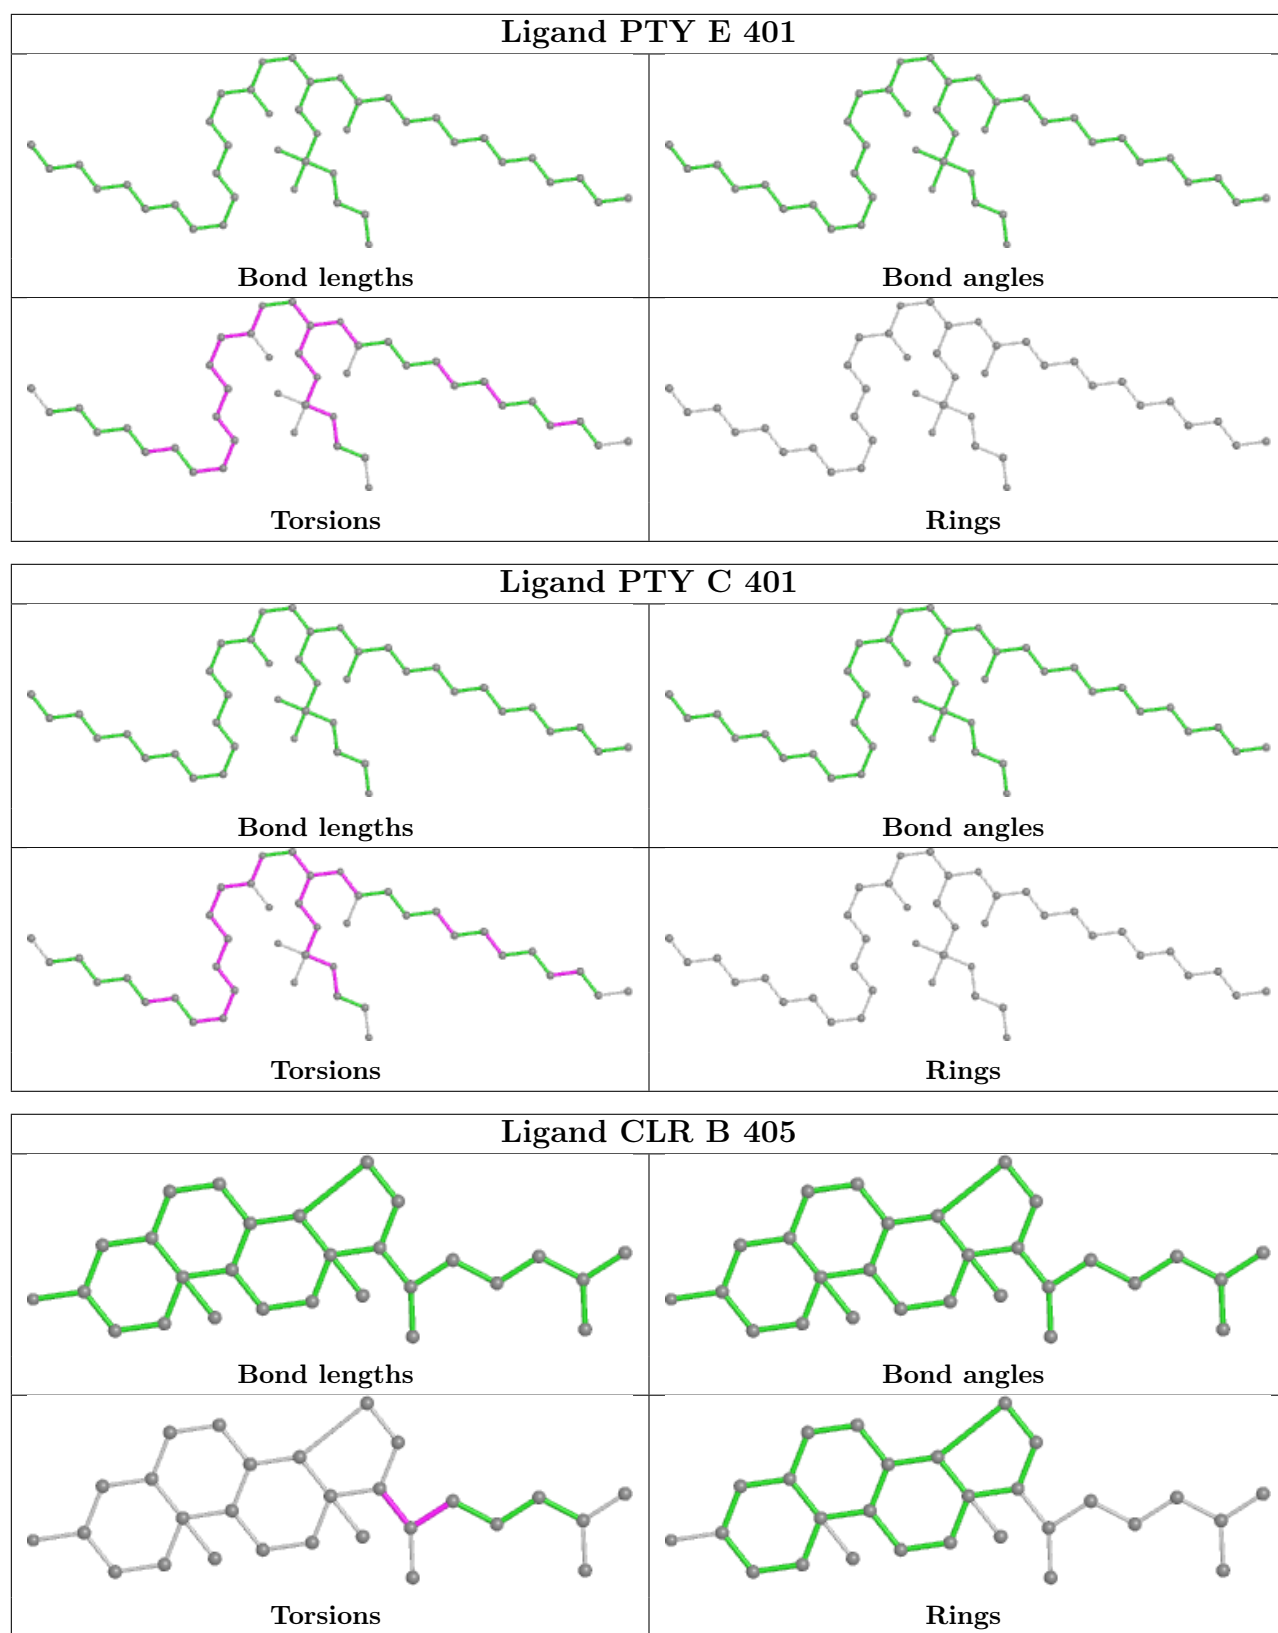 Ligand PTY E 401
Bond lengths
Bond angles
Torsions
Rings
Ligand PTY C 401
Bond lengths
Bond angles
Torsions
Rings
Ligand CLR B 405
Bond lengths
Bond angles
Torsions
Rings